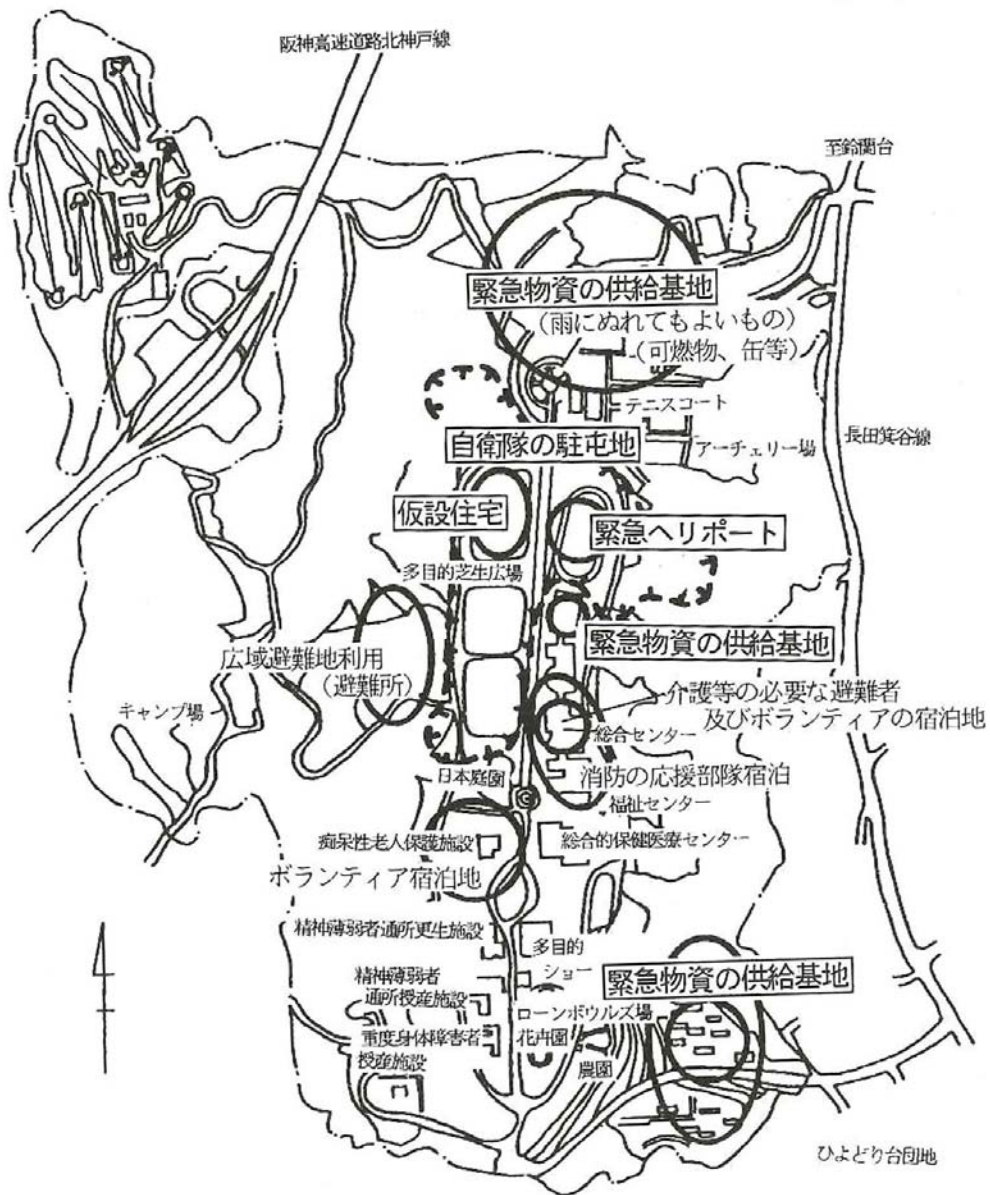 阪神高速道路北神戸線
至鈴蘭台
緊急物資の供給基地
（雨にぬれてもよいもの）
（可燃物、缶等）
テニスコート
自衛隊の駐屯地
アーチェリー場
長田箕谷線
仮設住宅
緊急ヘリポート
多目的芝生広場
緊急物資の供給基地
広域避難地利用
（避難所）
介護等の必要な避難者
及びボランティアの宿泊地
キャンプ場
総合センター
日本庭園
消防の応援部隊宿泊
福祉センター
痴呆性老人保護施設
総合的保健医療センター
ボランティア宿泊地
精神薄弱者通所更生施設
多目的
ショー
緊急物資の供給基地
精神薄弱者
通所授産施設
ローンボウルズ場
重度身体障害者
授産施設
花卉園
農園
ひよどり台団地